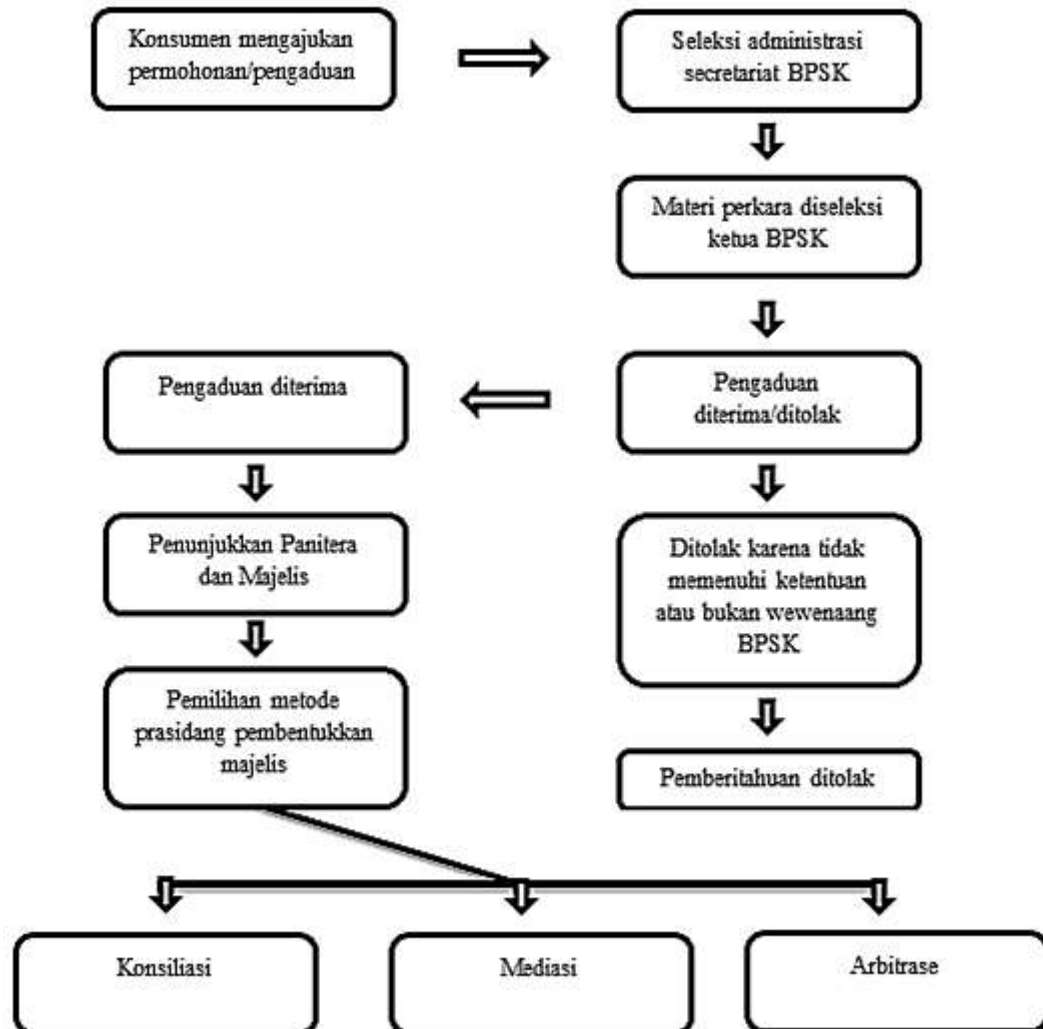 Konsumen mengajukan
permohonan/pengaduan
Seleksi administrasi
secretariat BPSK
Materi perkara diseleksi
ketua BPSK
Pengaduan diterima
Pengaduan
diterima/ditolak
Penunjukkan Panitera
dan Majelis
Ditolak karena tidak
memenuhi ketentuan
atau bukan wewenaang
BPSK
Pemilihan metode
prasidang pembentukkan
majelis
Pemberitahuan ditolak
Konsiliasi
Mediasi
Arbitrase